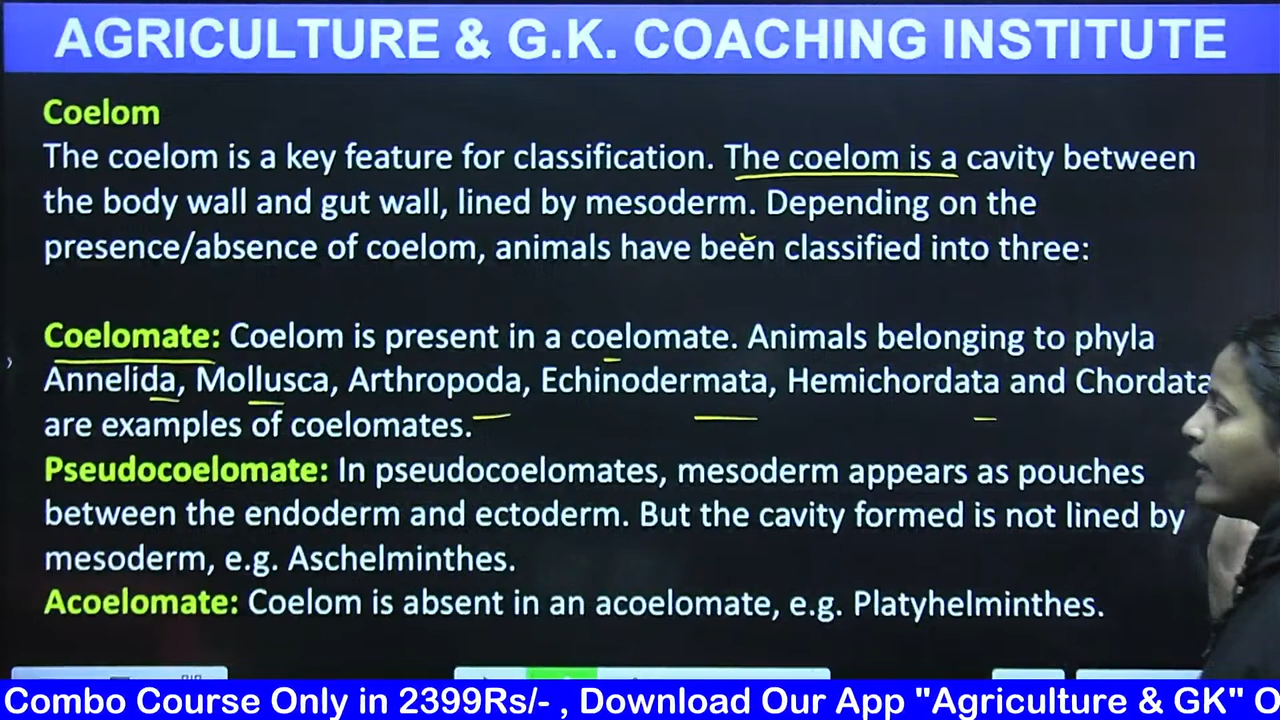 AGRICULTURE & G.K. COACHING INSTITUTE
Coelom
The coelom is a key feature for classification. The coelom is a cavity between
the body wall and gut wall, lined by mesoderm. Depending on the
presence/absence of coelom, animals have been classified into three:
Coelomate: Coelom is present in a coelomate. Animals belonging to phyla
Annelida, Mollusca, Arthropoda, Echinodermata, Hemichordata and Chordata
are examples of coelomates.
Pseudocoelomate: In pseudocoelomates, mesoderm appears as pouches
between the endoderm and ectoderm. But the cavity formed is not lined by
mesoderm, e.g. Aschelminthes.
Acoelomate: Coelom is absent in an acoelomate, e.g. Platyhelminthes.
Combo Course Only in 2399Rs/- , Download Our App "Agriculture & GK" O